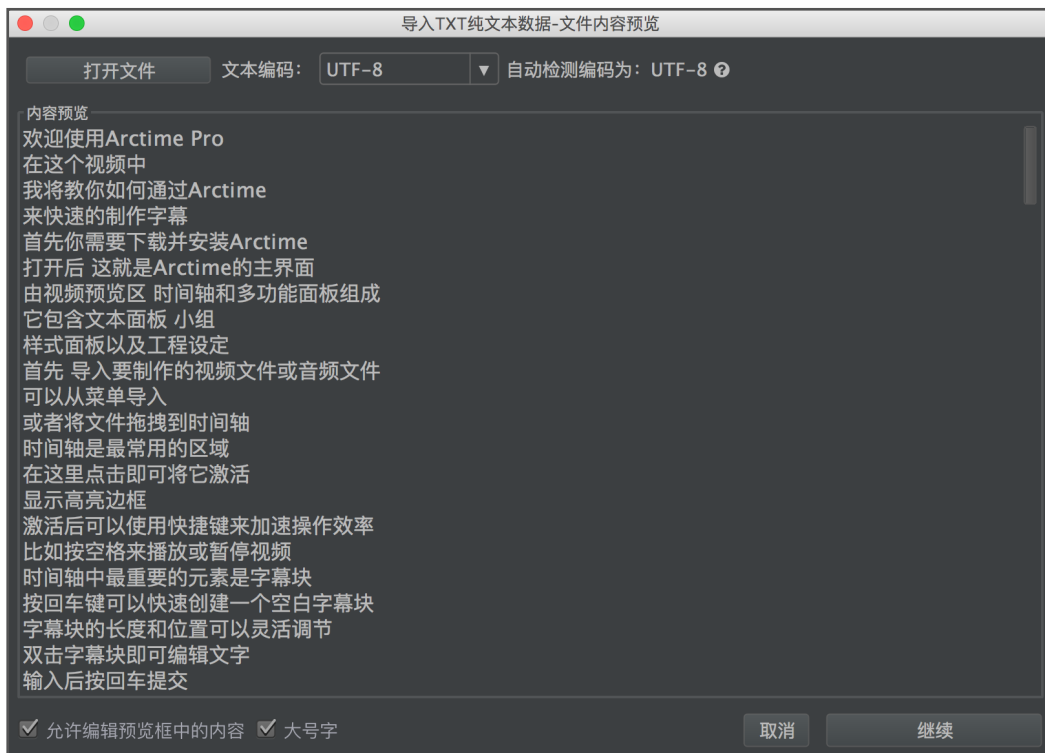 导入TXT纯文本数据-文件内容预览
打开文件 文本编码： UTF-8 ▼ 自动检测编码为：UTF-8 ?
内容预览
欢迎使用Arctime Pro
在这个视频中
我将教你如何通过Arctime
来快速的制作字幕
首先你需要下载并安装Arctime
打开后 这就是Arctime的主界面
由视频预览区 时间轴和多功能面板组成
它包含文本面板 小组
样式面板以及工程设定
首先 导入要制作的视频文件或音频文件
可以从菜单导入
或者将文件拖拽到时间轴
时间轴是最常用的区域
在这里点击即可将它激活
显示高亮边框
激活后可以使用快捷键来加速操作效率
比如按空格来播放或暂停视频
时间轴中最重要的元素是字幕块
按回车键可以快速创建一个空白字幕块
字幕块的长度和位置可以灵活调节
双击字幕块即可编辑文字
输入后按回车提交
允许编辑预览框中的内容 大号字 取消 继续